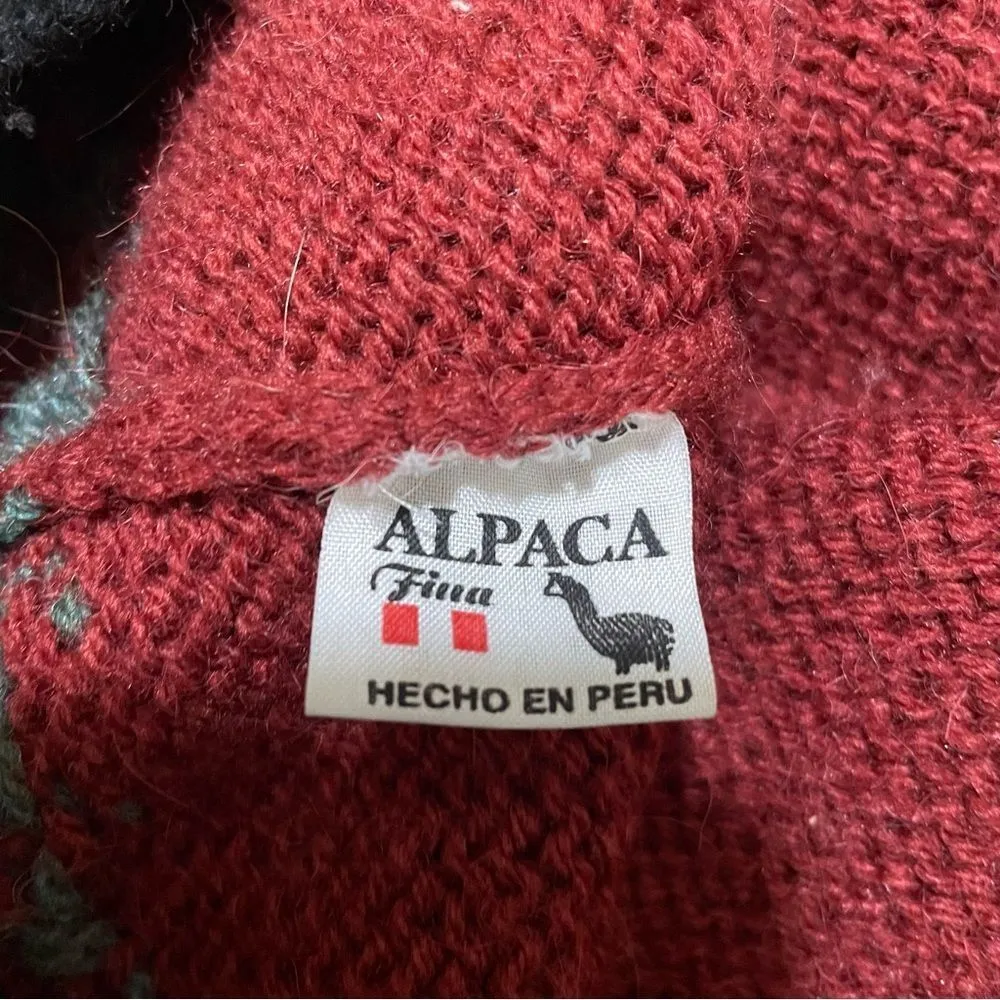 ALPACA
Fina
HECHO EN PERU